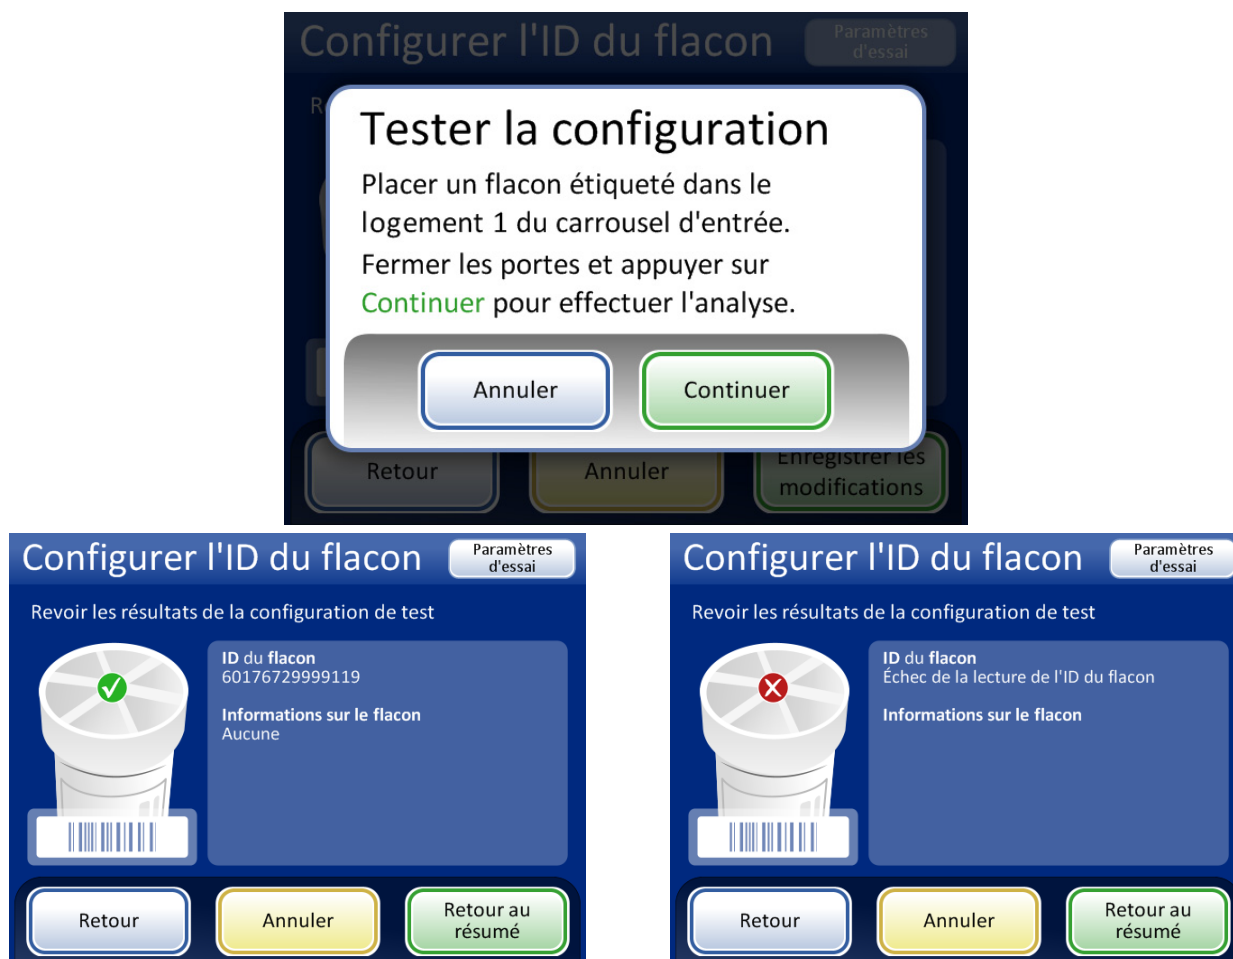 Configurer l'ID du flacon
Paramètres
d'essai
R
Tester la configuration
Placer un flacon étiqueté dans le
logement 1 du carrousel d'entrée.
Fermer les portes et appuyer sur
Continuer pour effectuer l'analyse.
Annuler
Continuer
Retour
Annuler
Enregistrer les
modifications
Configurer l'ID du flacon
Paramètres
d'essai
Revoir les résultats de la configuration de test
ID du flacon
60176729999119
Informations sur le flacon
Aucune
Retour
Annuler
Retour au
résumé
Configurer l'ID du flacon
Paramètres
d'essai
Revoir les résultats de la configuration de test
ID du flacon
Échec de la lecture de l'ID du flacon
Informations sur le flacon
Retour
Annuler
Retour au
résumé